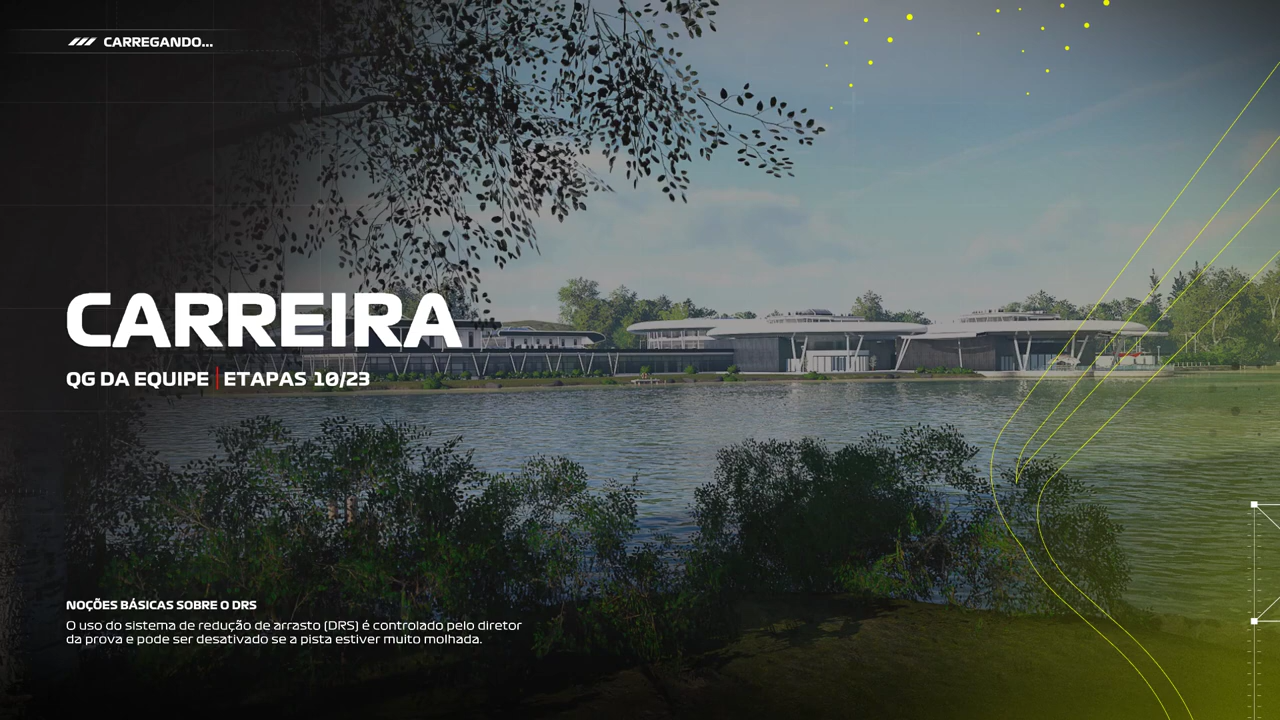 CARREGANDO...
CARREIRA
QG DA EQUIPE | ETAPAS 10/23
NOÇÕES BÁSICAS SOBRE O DRS
O uso do sistema de redução de arrasto (DRS) é controlado pelo diretor
da prova e pode ser desativado se a pista estiver muito molhada.